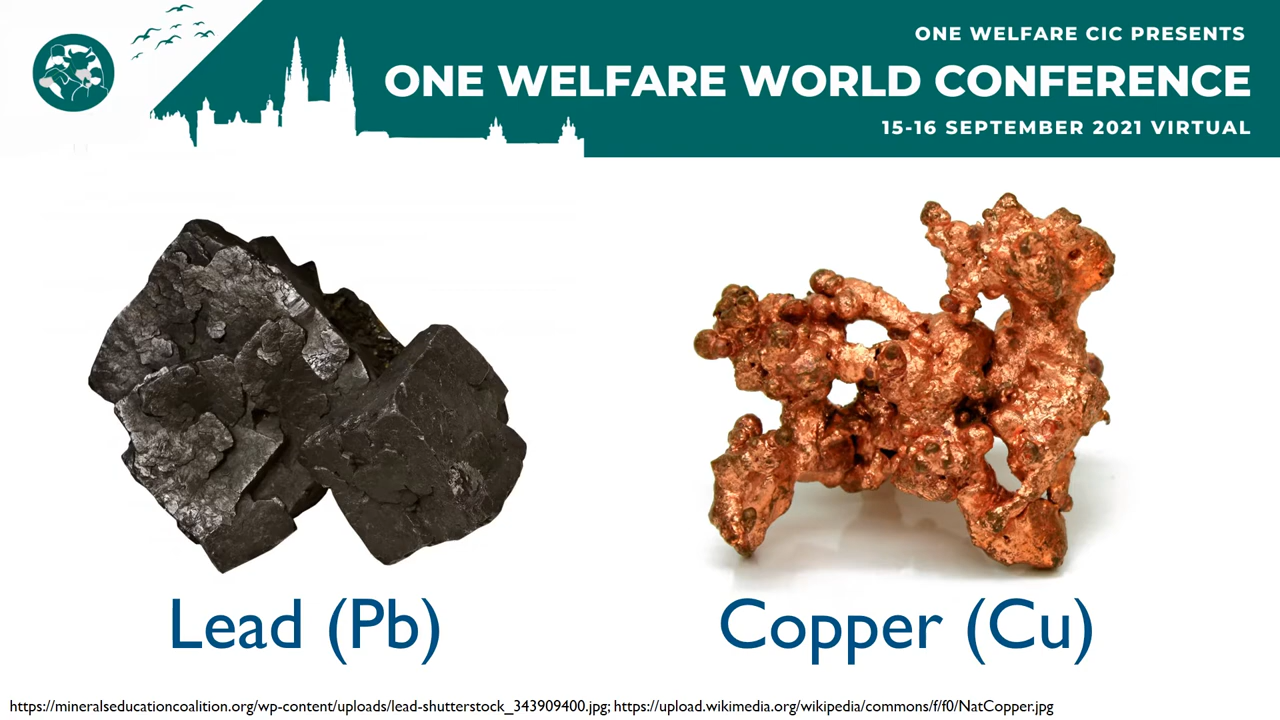 ONE WELFARE CIC PRESENTS
ONE WELFARE WORLD CONFERENCE
15-16 SEPTEMBER 2021 VIRTUAL
Lead (Pb)
Copper (Cu)
https://mineralseducationcoalition.org/wp-content/uploads/lead-shutterstock_343909400.jpg; https://upload.wikimedia.org/wikipedia/commons/f/f0/NatCopper.jpg